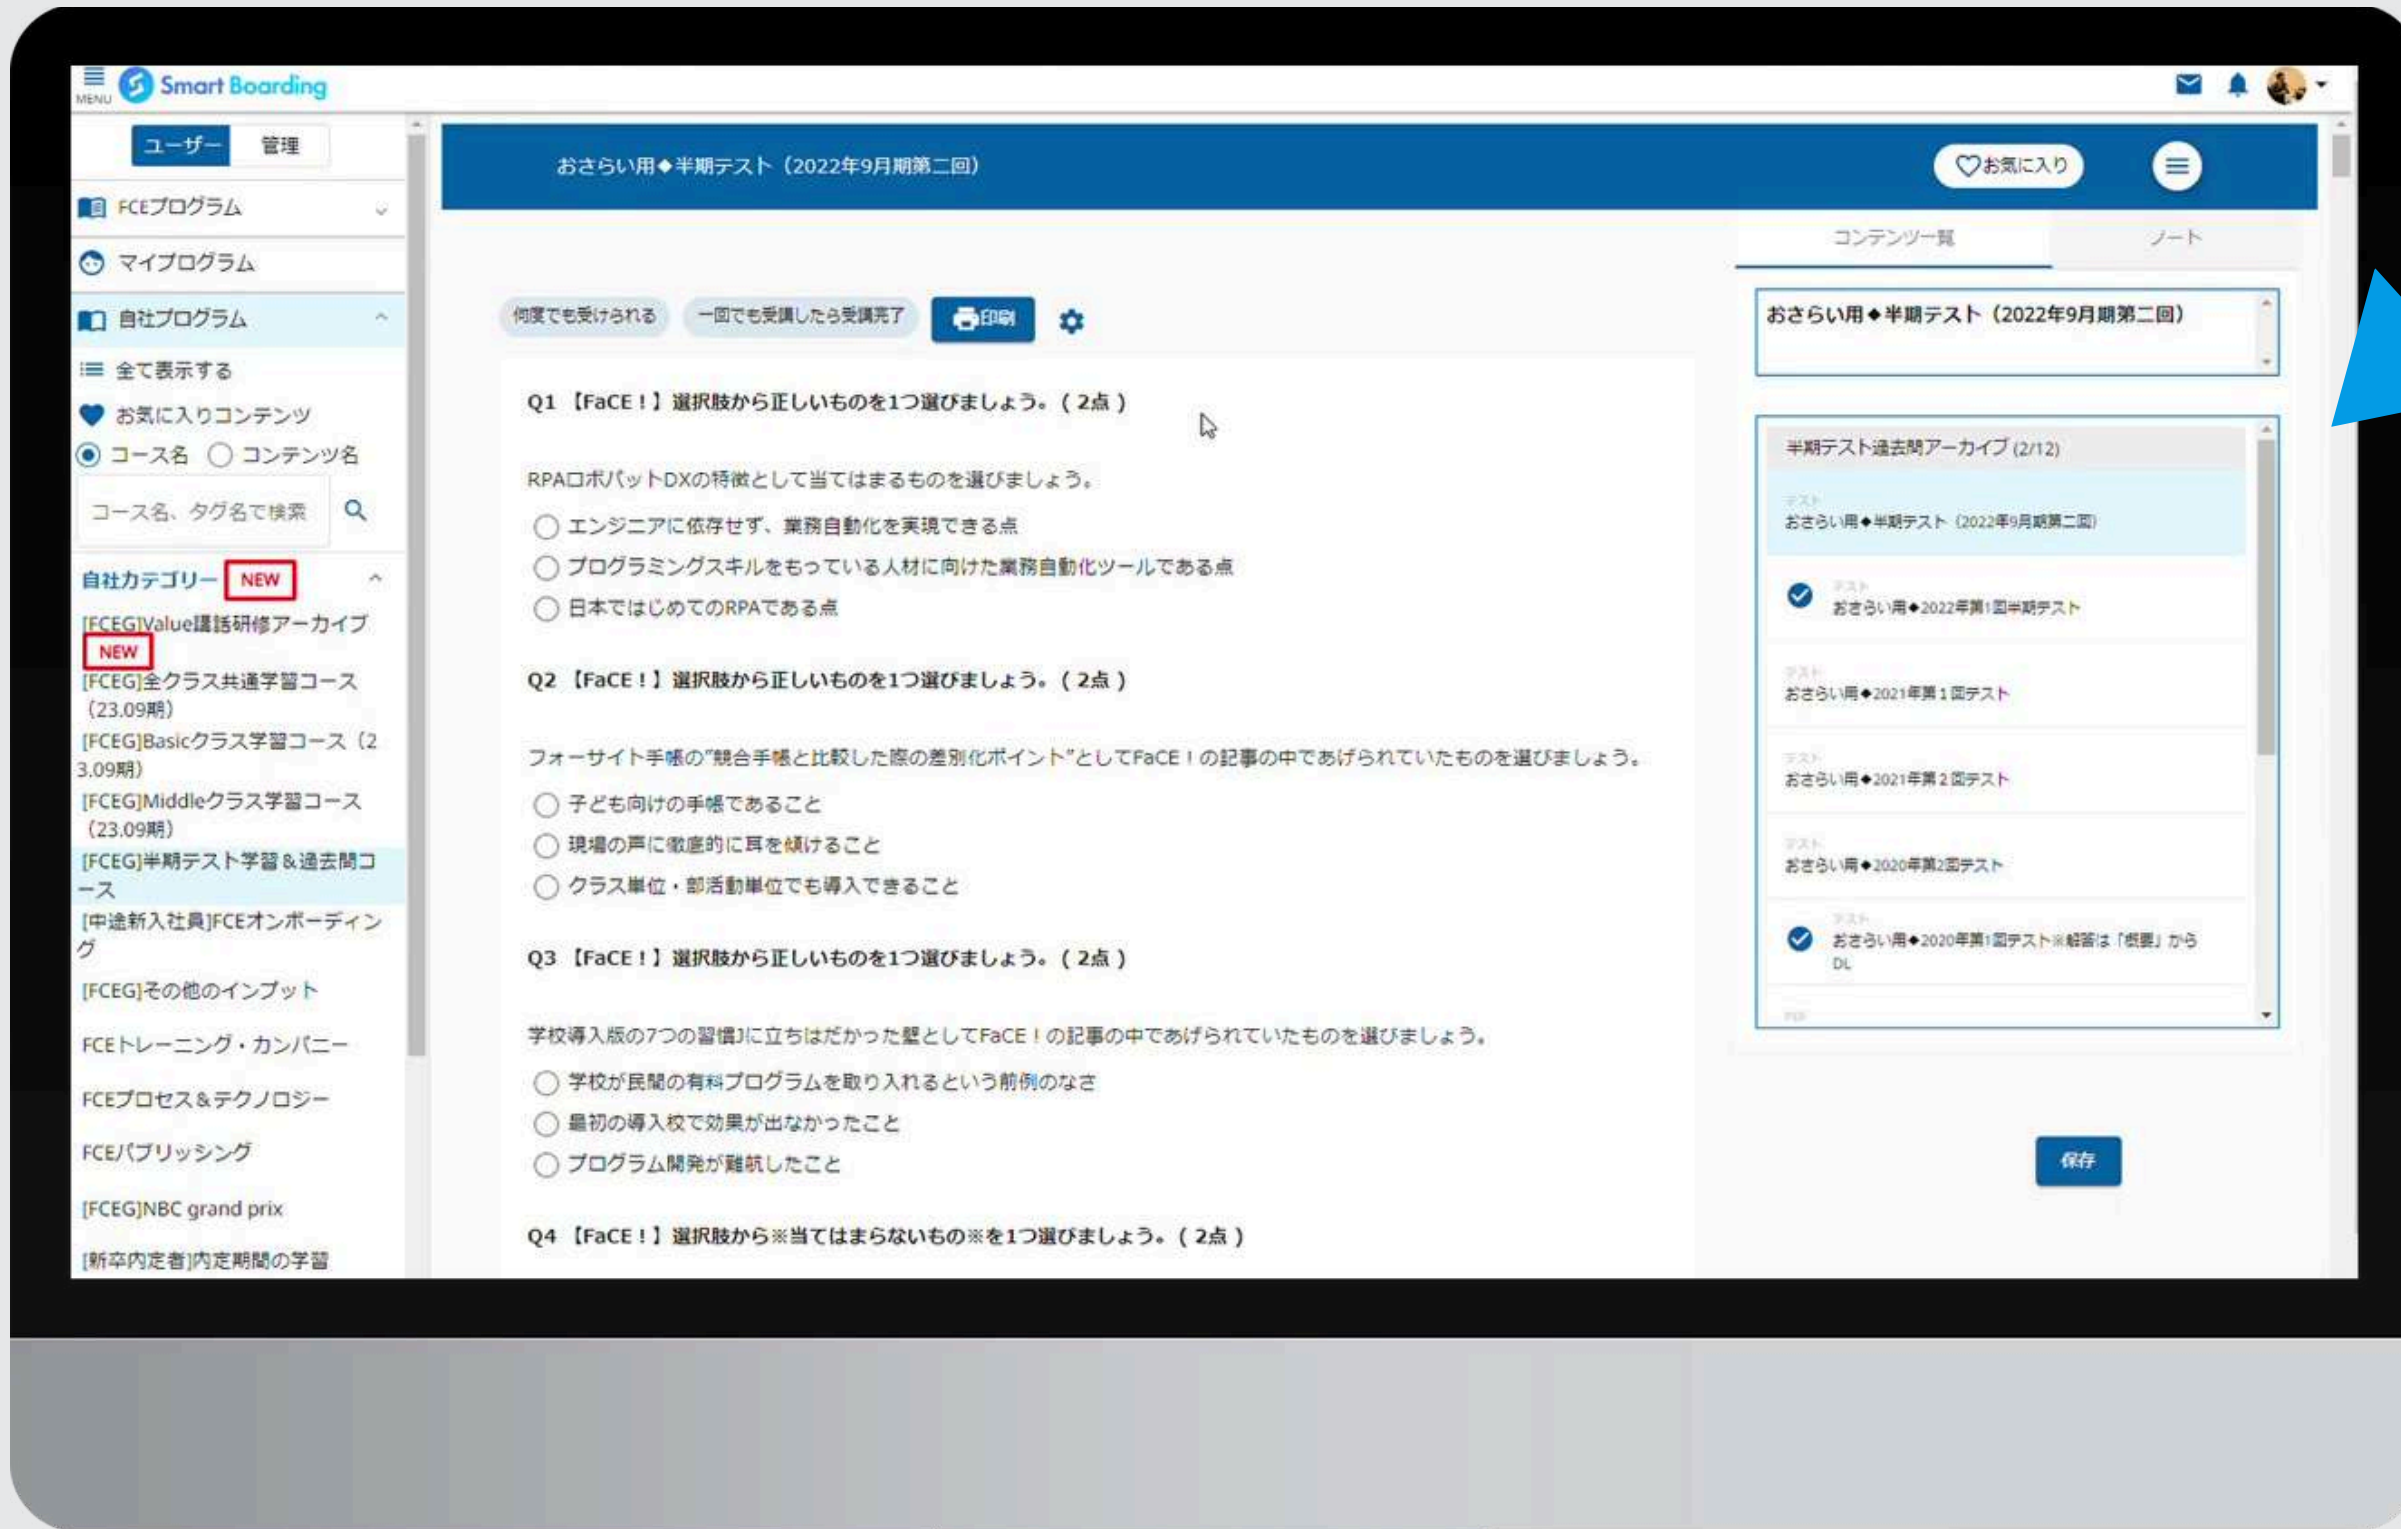 MENU
Smart Boarding
ユーザー
管理
FCEプログラム
マイプログラム
自社プログラム
全て表示する
お気に入りコンテンツ
コース名
コンテンツ名
コース名、タグ名で検索
自社カテゴリー NEW
[FCEG]Value講話研修アーカイブ
NEW
[FCEG]全クラス共通学習コース
（23.09期）
[FCEG]Basicクラス学習コース（2
3.09期）
[FCEG]Middleクラス学習コース
（23.09期）
[FCEG]半期テスト学習＆過去問コ
ース
[中途新入社員]FCEオンボーディン
グ
[FCEG]その他のインプット
FCEトレーニング・カンパニー
FCEプロセス＆テクノロジー
FCEパブリッシング
[FCEG]NBC grand prix
[新卒内定者]内定期間の学習
おさらい用◆半期テスト（2022年9月期第二回）
お気に入り
何度でも受けられる
一回でも受講したら受講完了
印刷
Q1 【FaCE！】選択肢から正しいものを1つ選びましょう。( 2点 )
RPAロボパットDXの特徴として当てはまるものを選びましょう。
エンジニアに依存せず、業務自動化を実現できる点
プログラミングスキルをもっている人材に向けた業務自動化ツールである点
日本ではじめてのRPAである点
Q2 【FaCE！】選択肢から正しいものを1つ選びましょう。( 2点 )
フォーサイト手帳の"競合手帳と比較した際の差別化ポイント"としてFaCE！の記事の中であげられていたものを選びましょう。
子ども向けの手帳であること
現場の声に徹底的に耳を傾けること
クラス単位・部活動単位でも導入できること
Q3 【FaCE！】選択肢から正しいものを1つ選びましょう。( 2点 )
学校導入版の7つの習慣Jに立ちはだかった壁としてFaCE！の記事の中であげられていたものを選びましょう。
学校が民間の有料プログラムを取り入れるという前例のなさ
最初の導入校で効果が出なかったこと
プログラム開発が難航したこと
Q4 【FaCE！】選択肢から※当てはまらないもの※を1つ選びましょう。( 2点 )
コンテンツ一覧
ノート
おさらい用◆半期テスト（2022年9月期第二回）
半期テスト過去問アーカイブ (2/12)
テスト
おさらい用◆半期テスト（2022年9月期第二回）
テスト
おさらい用◆2022年第1回半期テスト
テスト
おさらい用◆2021年第１回テスト
テスト
おさらい用◆2021年第２回テスト
テスト
おさらい用◆2020年第2回テスト
テスト
おさらい用◆2020年第1回テスト※解答は「概要」から
DL
PDF
保存